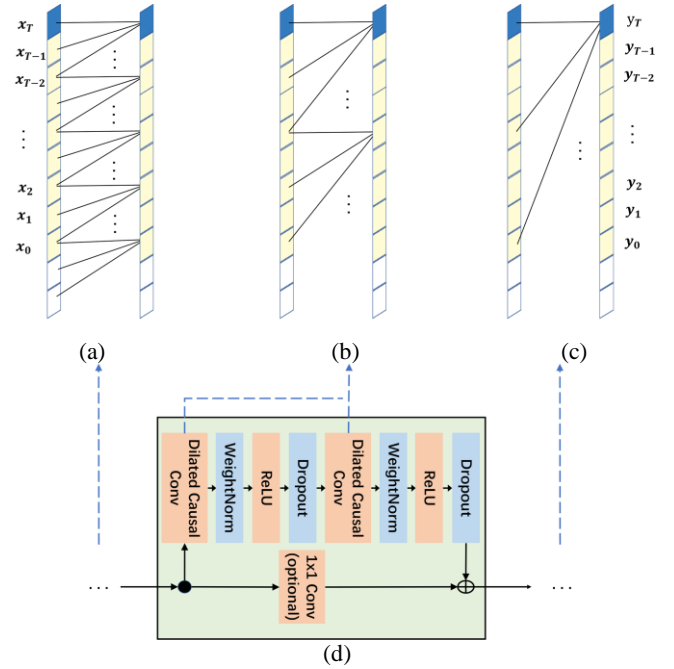 x_T
x_{T-1}
x_{T-2}
⋮
x_2
x_1
x_0
y_T
y_{T-1}
y_{T-2}
⋮
y_2
y_1
y_0
(a)
(b)
(c)
Dilated Causal
Conv
WeightNorm
ReLU
Dropout
Dilated Causal
Conv
WeightNorm
ReLU
Dropout
1x1 Conv
(optional)
...
...
(d)